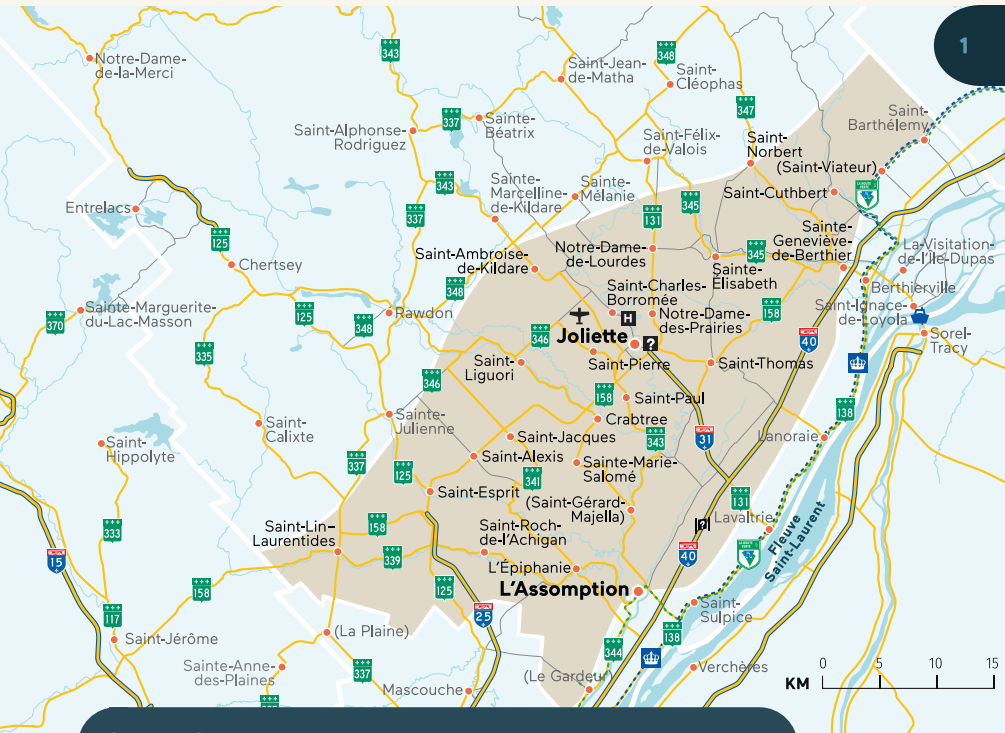 1
343
348
Notre-Dame-
de-la-Merci
Saint-Jean-
de-Matha
Saint-
Cléophas
347
337
Sainte-
Béatrix
Saint-Alphonse-
Rodriguez
Saint-
Barthélemy
Saint-Félix-
de-Valois
Saint-
Norbert
(Saint-Viateur)
343
Sainte-
Marcelline-
de-Kildare
Sainte-
Mélanie
Saint-Cuthbert
LA ROUTE
VERTE
345
Entrelacs
337
131
125
Sainte-
Geneviève-
de-Berthier
Notre-Dame-
de-Lourdes
345
La-Visitation-
de-l'Île-Dupas
Saint-Ambroise-
de-Kildare
Chertsey
Sainte-
Élisabeth
348
Berthierville
Saint-Charles-
Borromée
Sainte-Marguerite-
du-Lac-Masson
370
125
348
Rawdon
158
Saint-Ignace-
de-Loyola
H
Notre-Dame-
des-Prairies
346
Joliette
?
40
Sorel-
Tracy
335
Saint-
Liguori
Saint-Pierre
Saint-Thomas
346
158
Saint-Paul
138
Sainte-
Julienne
Saint-
Calixte
Crabtree
Saint-
Hippolyte
Saint-Jacques
343
31
Lanoraie
337
125
Saint-Alexis
Sainte-Marie-
Salomé
341
Saint-Esprit
(Saint-Gérard-
Majella)
131
Lavaltrie
333
Saint-Lin–
Laurentides
158
Saint-Roch-
de-l'Achigan
Fleuve
Saint-Laurent
15
339
40
LA ROUTE
VERTE
L'Épiphanie
158
125
L'Assomption
25
Saint-
Sulpice
117
Saint-Jérôme
(La Plaine)
138
344
Sainte-Anne-
des-Plaines
337
(Le Gardeur)
Verchères
Mascouche
KM
0 5 10 15